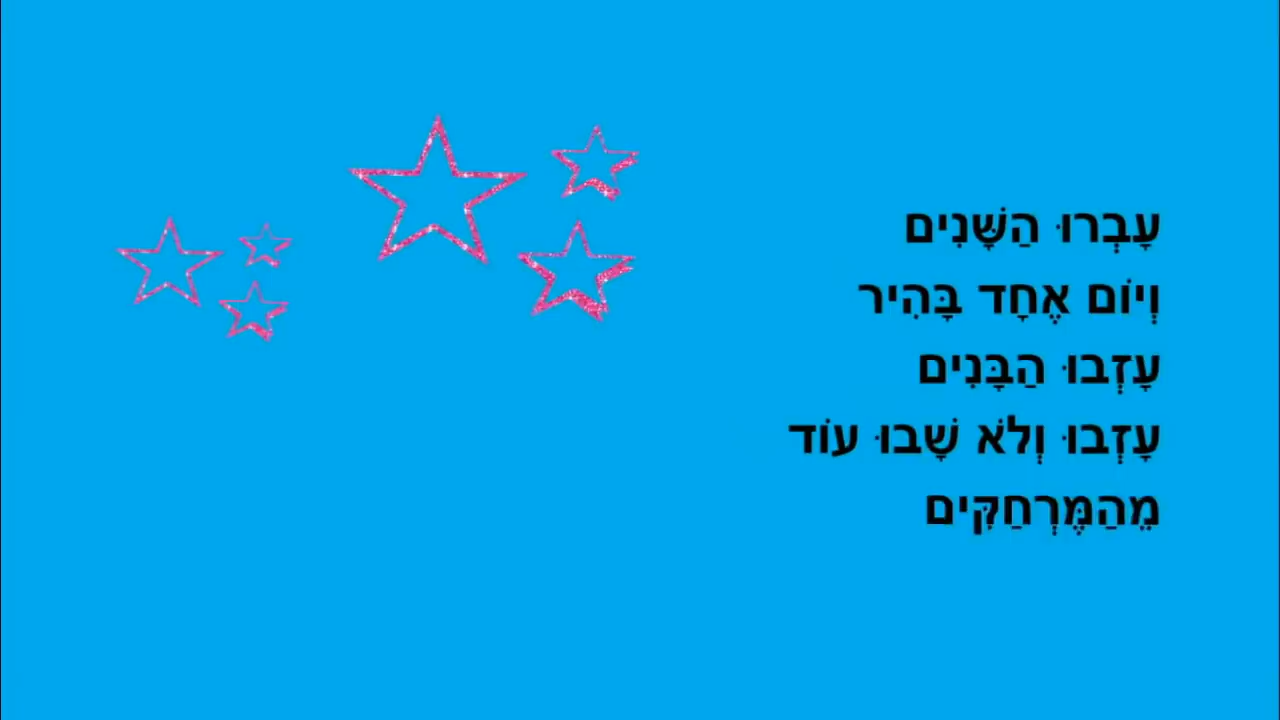 עָבְרוּ הַשָּׁנִים
וְיוֹם אֶחָד בָּהִיר
עָזְבוּ הַבָּנִים
עָזְבוּ וְלֹא שָׁבוּ עוֹד
מֵהַמֶּרְחַקִּים